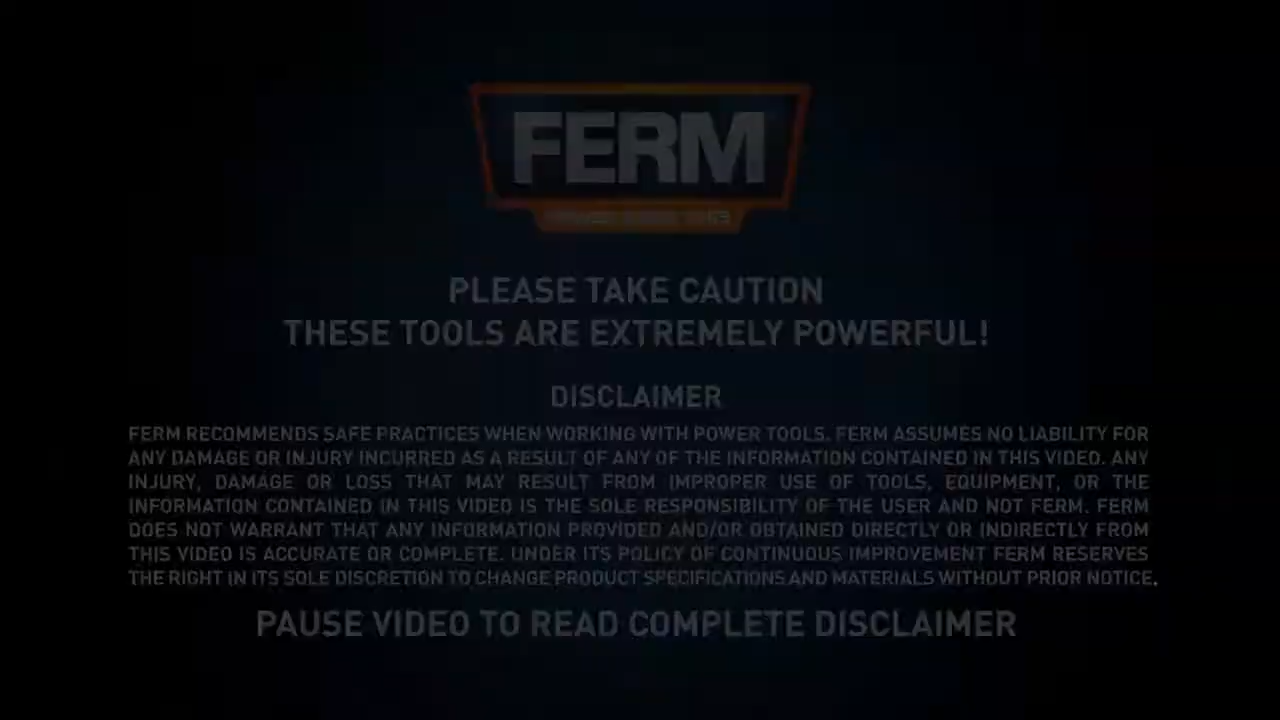 FERM
PLEASE TAKE CAUTION
THESE TOOLS ARE EXTREMELY POWERFUL!
DISCLAIMER
FERM RECOMMENDS SAFE PRACTICES WHEN WORKING WITH POWER TOOLS. FERM ASSUMES NO LIABILITY FOR
ANY DAMAGE OR INJURY INCURRED AS A RESULT OF ANY OF THE INFORMATION CONTAINED IN THIS VIDEO. ANY
INJURY, DAMAGE OR LOSS THAT MAY RESULT FROM IMPROPER USE OF TOOLS, EQUIPMENT, OR THE
INFORMATION CONTAINED IN THIS VIDEO IS THE SOLE RESPONSIBILITY OF THE USER AND NOT FERM. FERM
DOES NOT WARRANT THAT ANY INFORMATION PROVIDED AND/OR OBTAINED DIRECTLY OR INDIRECTLY FROM
THIS VIDEO IS ACCURATE OR COMPLETE. UNDER ITS POLICY OF CONTINUOUS IMPROVEMENT FERM RESERVES
THE RIGHT IN ITS SOLE DISCRETION TO CHANGE PRODUCT SPECIFICATIONS AND MATERIALS WITHOUT PRIOR NOTICE.
PAUSE VIDEO TO READ COMPLETE DISCLAIMER